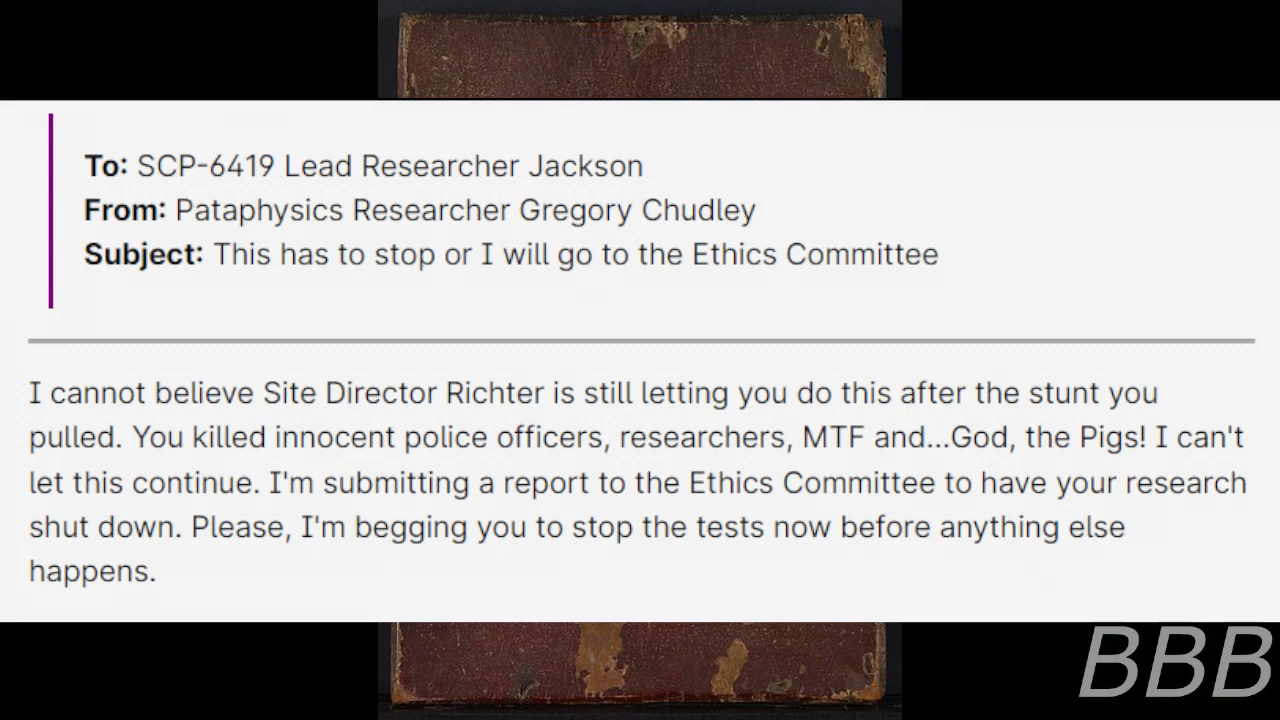 To: SCP-6419 Lead Researcher Jackson
From: Pataphysics Researcher Gregory Chudley
Subject: This has to stop or I will go to the Ethics Committee
I cannot believe Site Director Richter is still letting you do this after the stunt you
pulled. You killed innocent police officers, researchers, MTF and...God, the Pigs! I can't
let this continue. I'm submitting a report to the Ethics Committee to have your research
shut down. Please, I'm begging you to stop the tests now before anything else
happens.
BBB